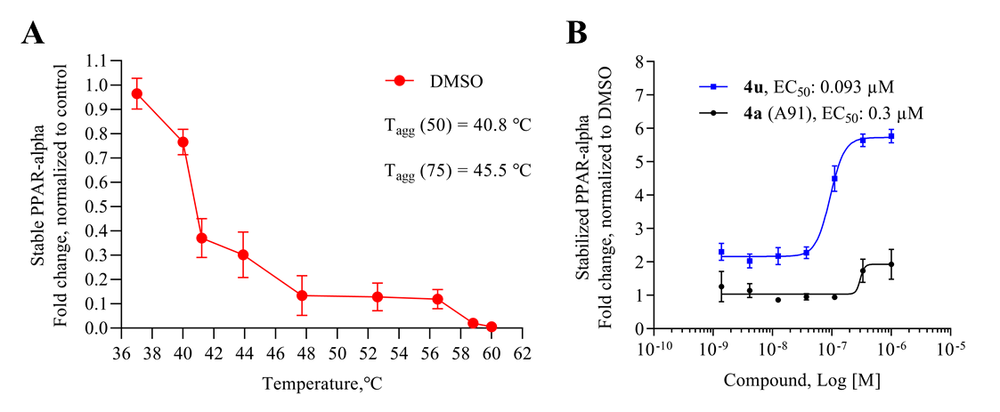 A
Stable PPAR-alpha
Fold change, normalized to control
1.1
1.0
0.9
0.8
0.7
0.6
0.5
0.4
0.3
0.2
0.1
0.0
DMSO
Tagg (50) = 40.8 °C
Tagg (75) = 45.5 °C
36 38 40 42 44 46 48 50 52 54 56 58 60 62
Temperature,°C
B
Stabilized PPAR-alpha
Fold change, normalized to DMSO
8
7
6
5
4
3
2
1
0
4u, EC50: 0.093 µM
4a (A91), EC50: 0.3 µM
10-10 10-9 10-8 10-7 10-6 10-5
Compound, Log [M]